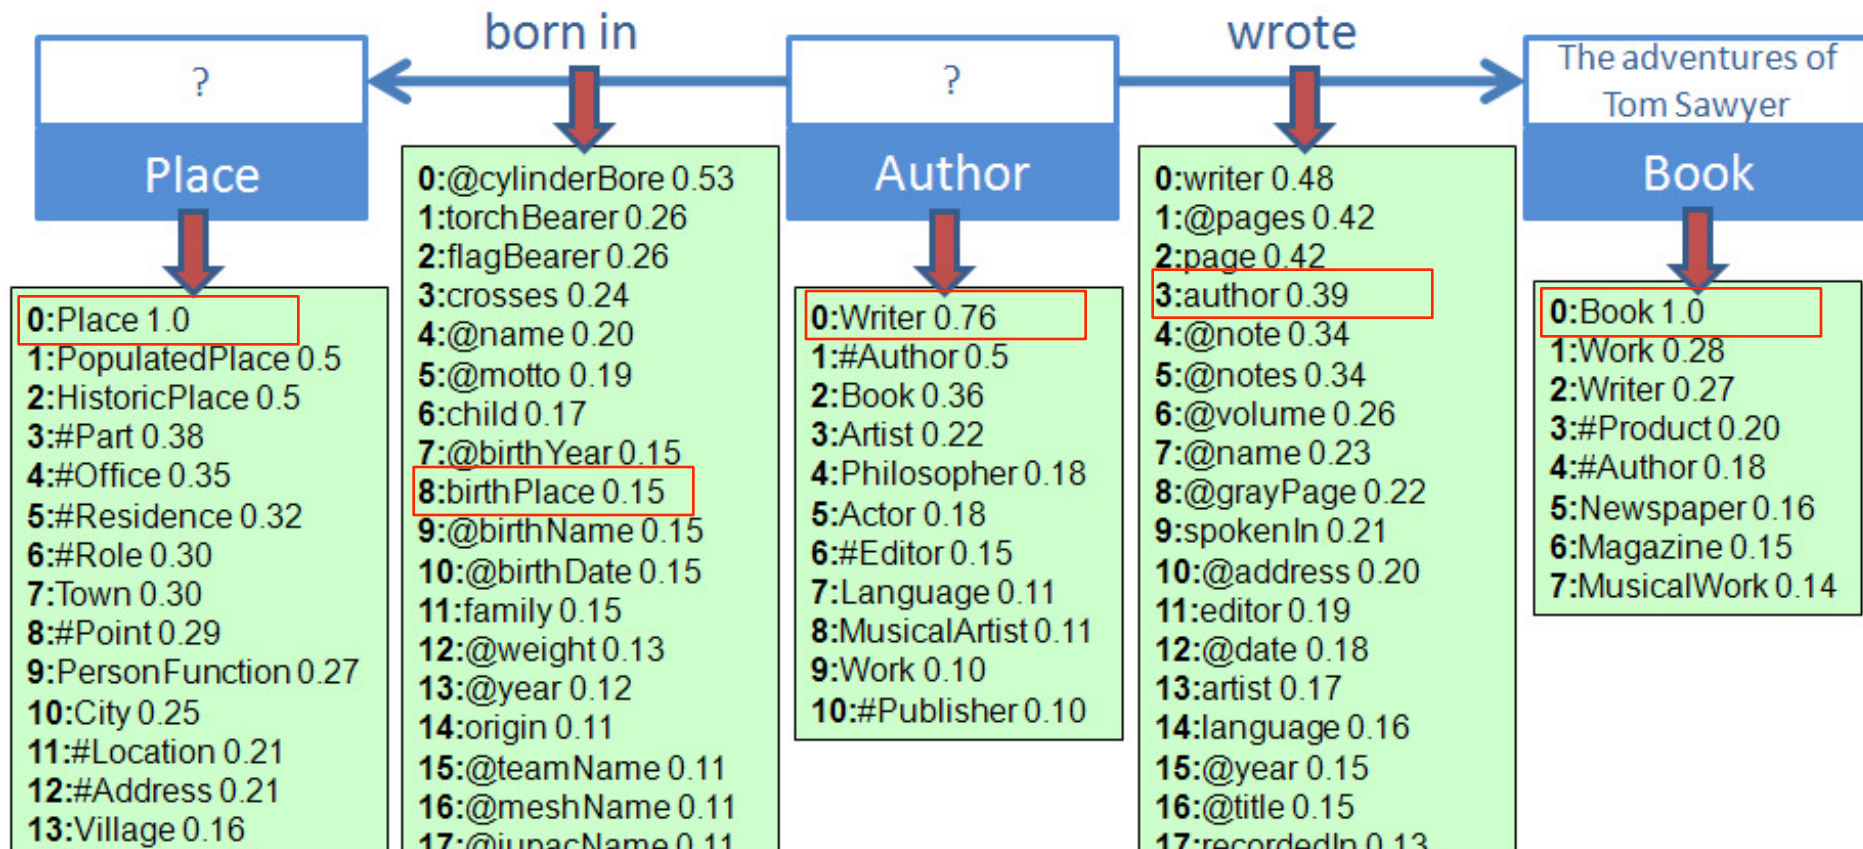 born in
wrote
?
?
The adventures of
Tom Sawyer
Place
Author
Book
0:Place 1.0
1:PopulatedPlace 0.5
2:HistoricPlace 0.5
3:#Part 0.38
4:#Office 0.35
5:#Residence 0.32
6:#Role 0.30
7:Town 0.30
8:#Point 0.29
9:PersonFunction 0.27
10:City 0.25
11:#Location 0.21
12:#Address 0.21
13:Village 0.16
0:@cylinderBore 0.53
1:torchBearer 0.26
2:flagBearer 0.26
3:crosses 0.24
4:@name 0.20
5:@motto 0.19
6:child 0.17
7:@birthYear 0.15
8:birthPlace 0.15
9:@birthName 0.15
10:@birthDate 0.15
11:family 0.15
12:@weight 0.13
13:@year 0.12
14:origin 0.11
15:@teamName 0.11
16:@meshName 0.11
17:@iupacName 0.11
0:Writer 0.76
1:#Author 0.5
2:Book 0.36
3:Artist 0.22
4:Philosopher 0.18
5:Actor 0.18
6:#Editor 0.15
7:Language 0.11
8:MusicalArtist 0.11
9:Work 0.10
10:#Publisher 0.10
0:writer 0.48
1:@pages 0.42
2:page 0.42
3:author 0.39
4:@note 0.34
5:@notes 0.34
6:@volume 0.26
7:@name 0.23
8:@grayPage 0.22
9:spokenIn 0.21
10:@address 0.20
11:editor 0.19
12:@date 0.18
13:artist 0.17
14:language 0.16
15:@year 0.15
16:@title 0.15
17:recordedIn 0.13
0:Book 1.0
1:Work 0.28
2:Writer 0.27
3:#Product 0.20
4:#Author 0.18
5:Newspaper 0.16
6:Magazine 0.15
7:MusicalWork 0.14